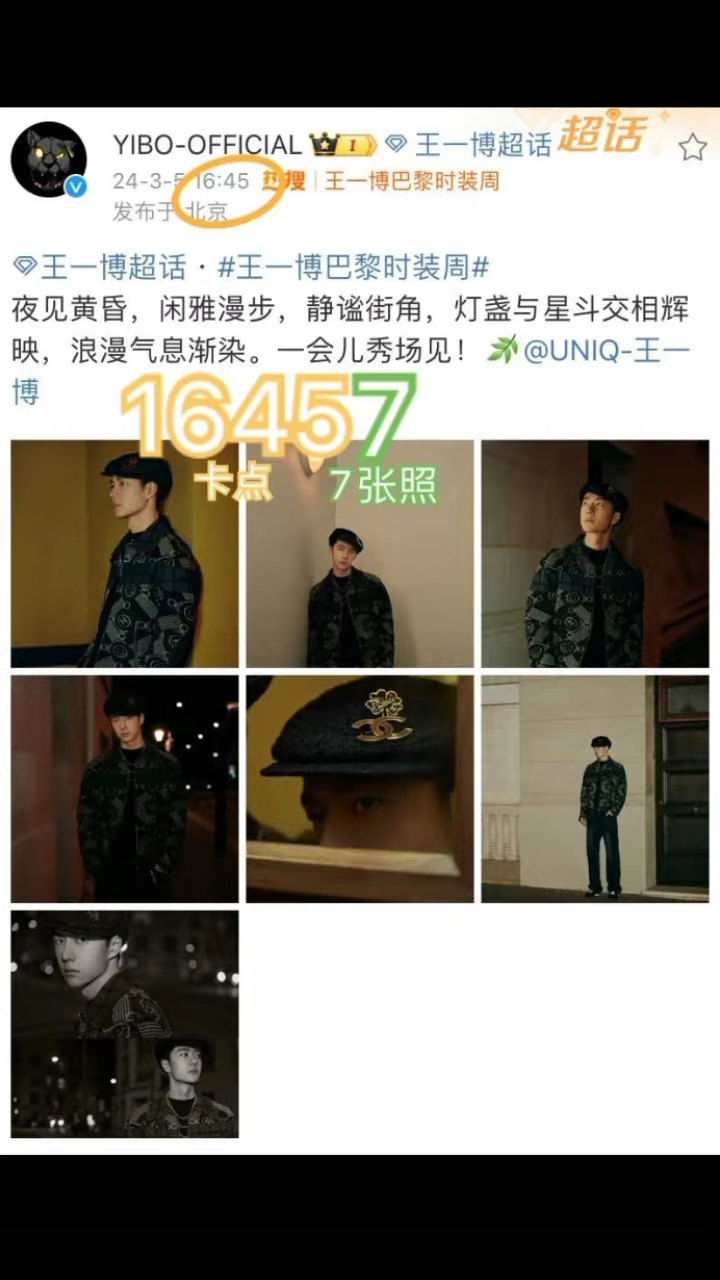 YIBO-OFFICIAL I 王一博超话 超话
24-3-5 16:45 热搜 | 王一博巴黎时装周
发布于 北京
王一博超话 · #王一博巴黎时装周#
夜见黄昏，闲雅漫步，静谧街角，灯盏与星斗交相辉
映，浪漫气息渐染。一会儿秀场见！ @UNIQ-王一
博
16457
卡点 7张照